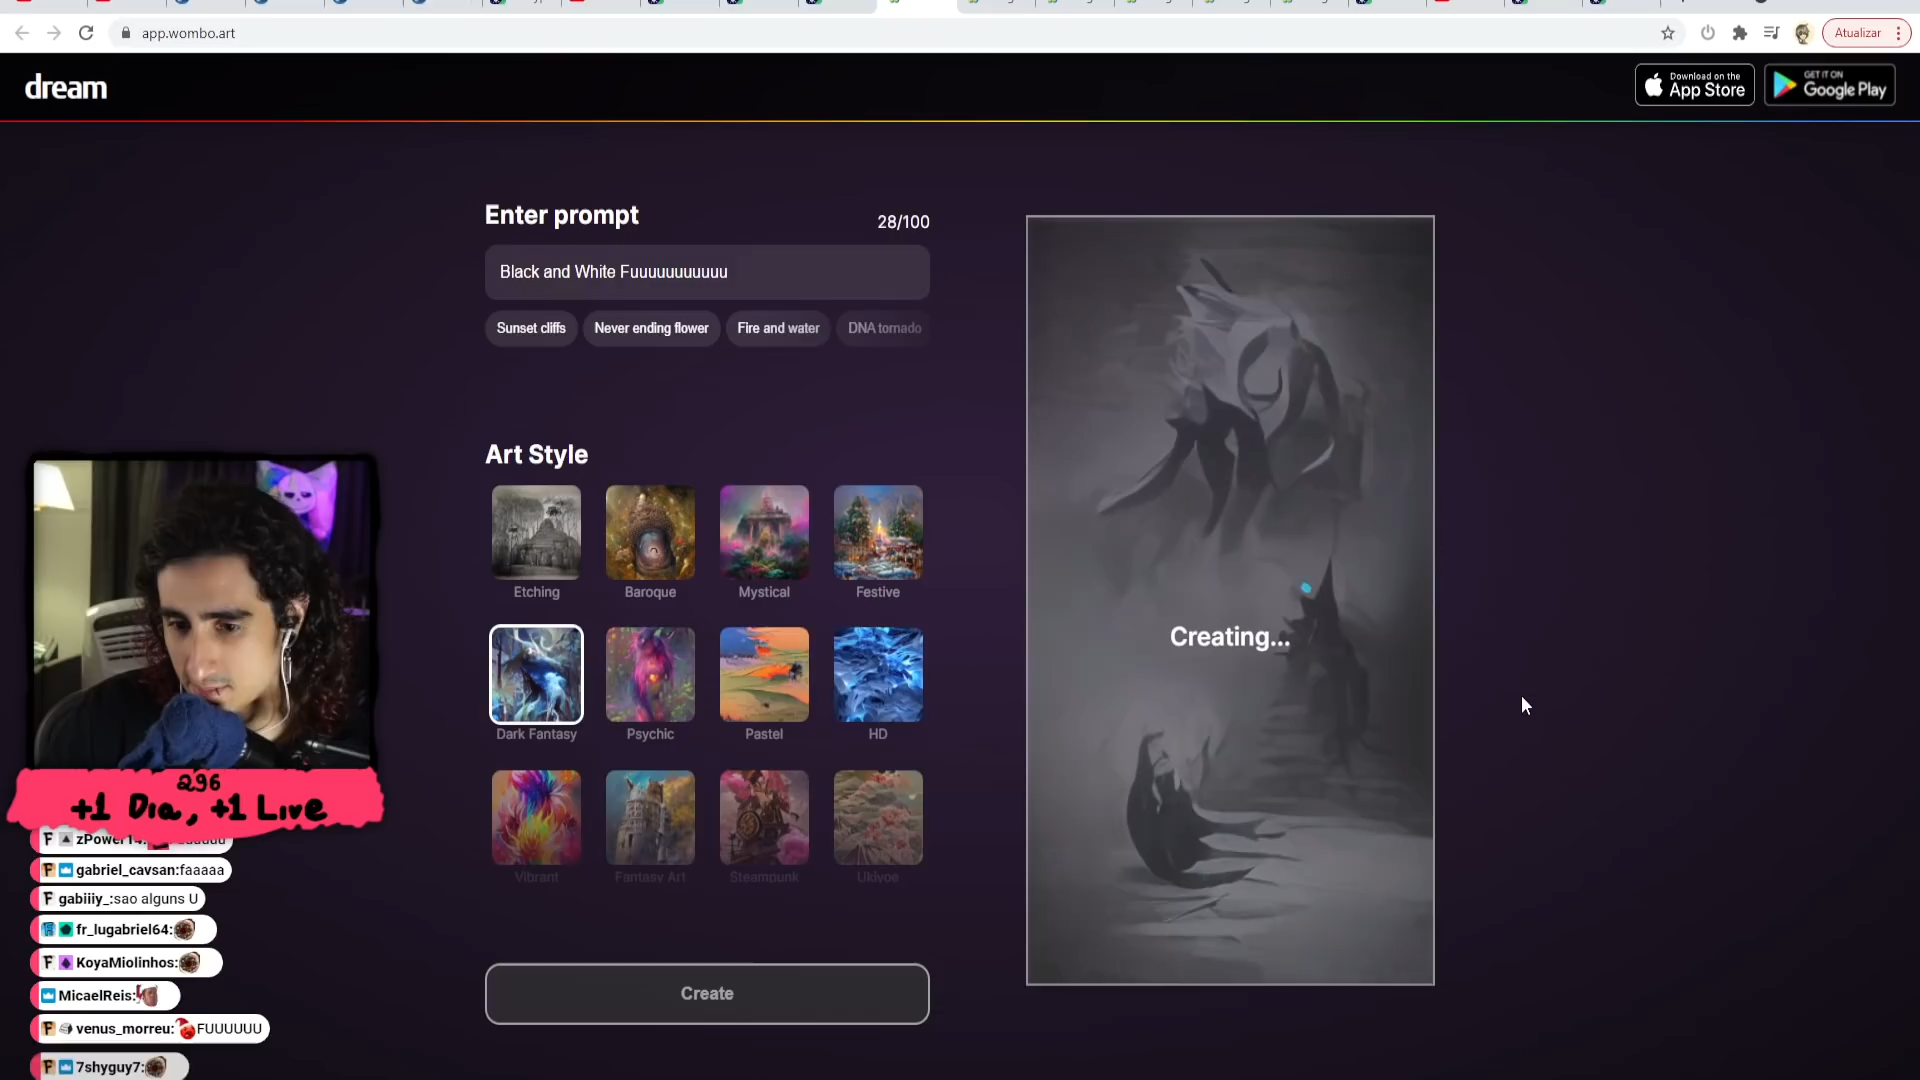 app.wombo.art
Atualizar
dream
Download on the
App Store
GET IT ON
Google Play
Enter prompt
28/100
Black and White Fuuuuuuuuuuu
Sunset cliffs
Never ending flower
Fire and water
DNA tornado
Art Style
Etching
Baroque
Mystical
Festive
Dark Fantasy
Psychic
Pastel
HD
Vibrant
Fantasy Art
Steampunk
Ukiyoe
Create
Creating...
296
+1 Dia, +1 Live
gabriel_cavsan:faaaaa
gabiiiy_:sao alguns U
fr_lugabriel64:
KoyaMiolinhos:
MicaelReis:
venus_morreu:FUUUUUU
7shyguy7: